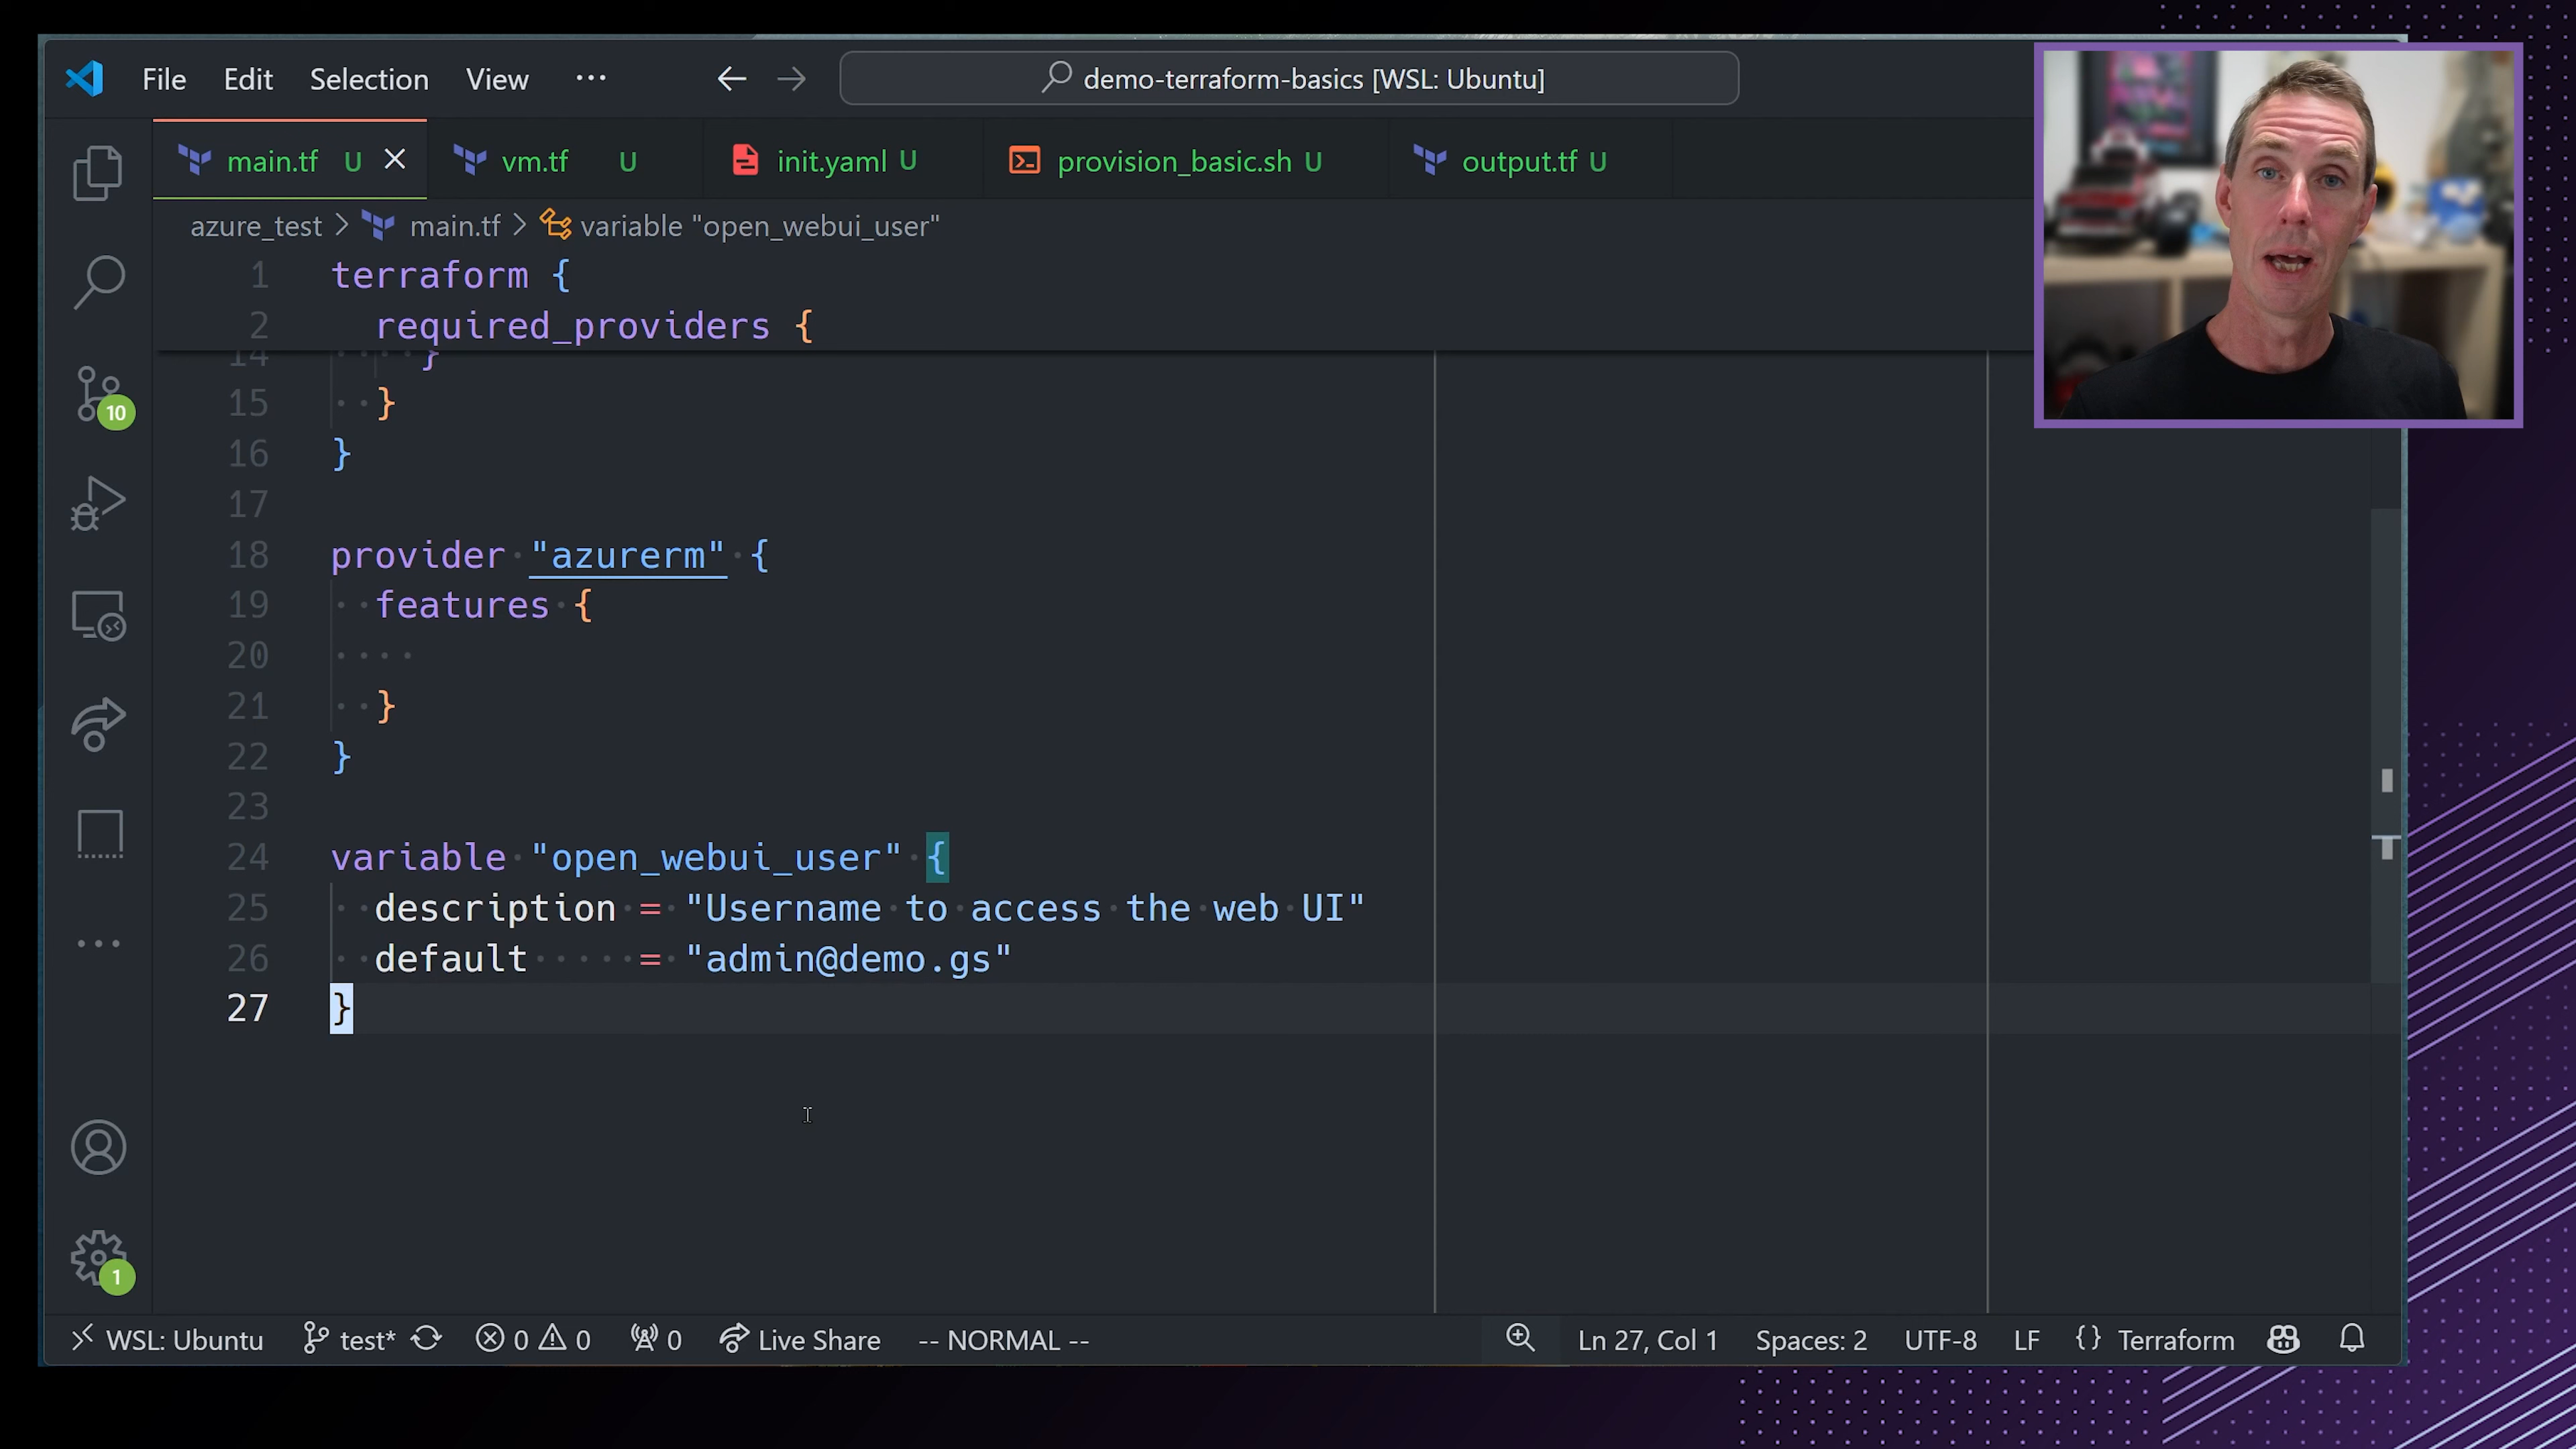 File Edit Selection View ··· demo-terraform-basics [WSL: Ubuntu]
main.tf U vm.tf U init.yaml U provision_basic.sh U output.tf U
azure_test > main.tf > variable "open_webui_user"
1 terraform {
2 required_providers {
14 }
15 }
16 }
17
18 provider "azurerm" {
19 features {
20
21 }
22 }
23
24 variable "open_webui_user" {
25 description = "Username to access the web UI"
26 default = "admin@demo.gs"
27 }
10
1
WSL: Ubuntu test* 0 0 0 Live Share -- NORMAL -- Ln 27, Col 1 Spaces: 2 UTF-8 LF {} Terraform